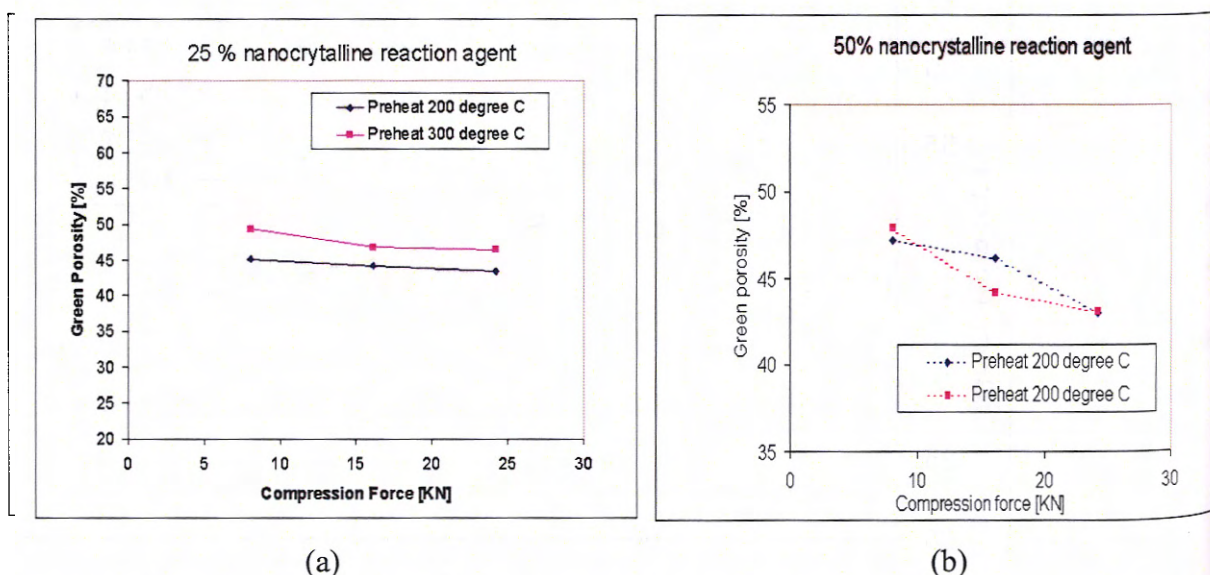 25 % nanocrytalline reaction agent
70
65
60
55
50
45
40
35
30
25
20
Green Porosity [%]
Preheat 200 degree C
Preheat 300 degree C
0 5 10 15 20 25 30
Compression Force [KN]
(a)
50% nanocrystalline reaction agent
55
50
45
40
35
Green porosity [%]
Preheat 200 degree C
Preheat 200 degree C
0 10 20 30
Compression force [KN]
(b)